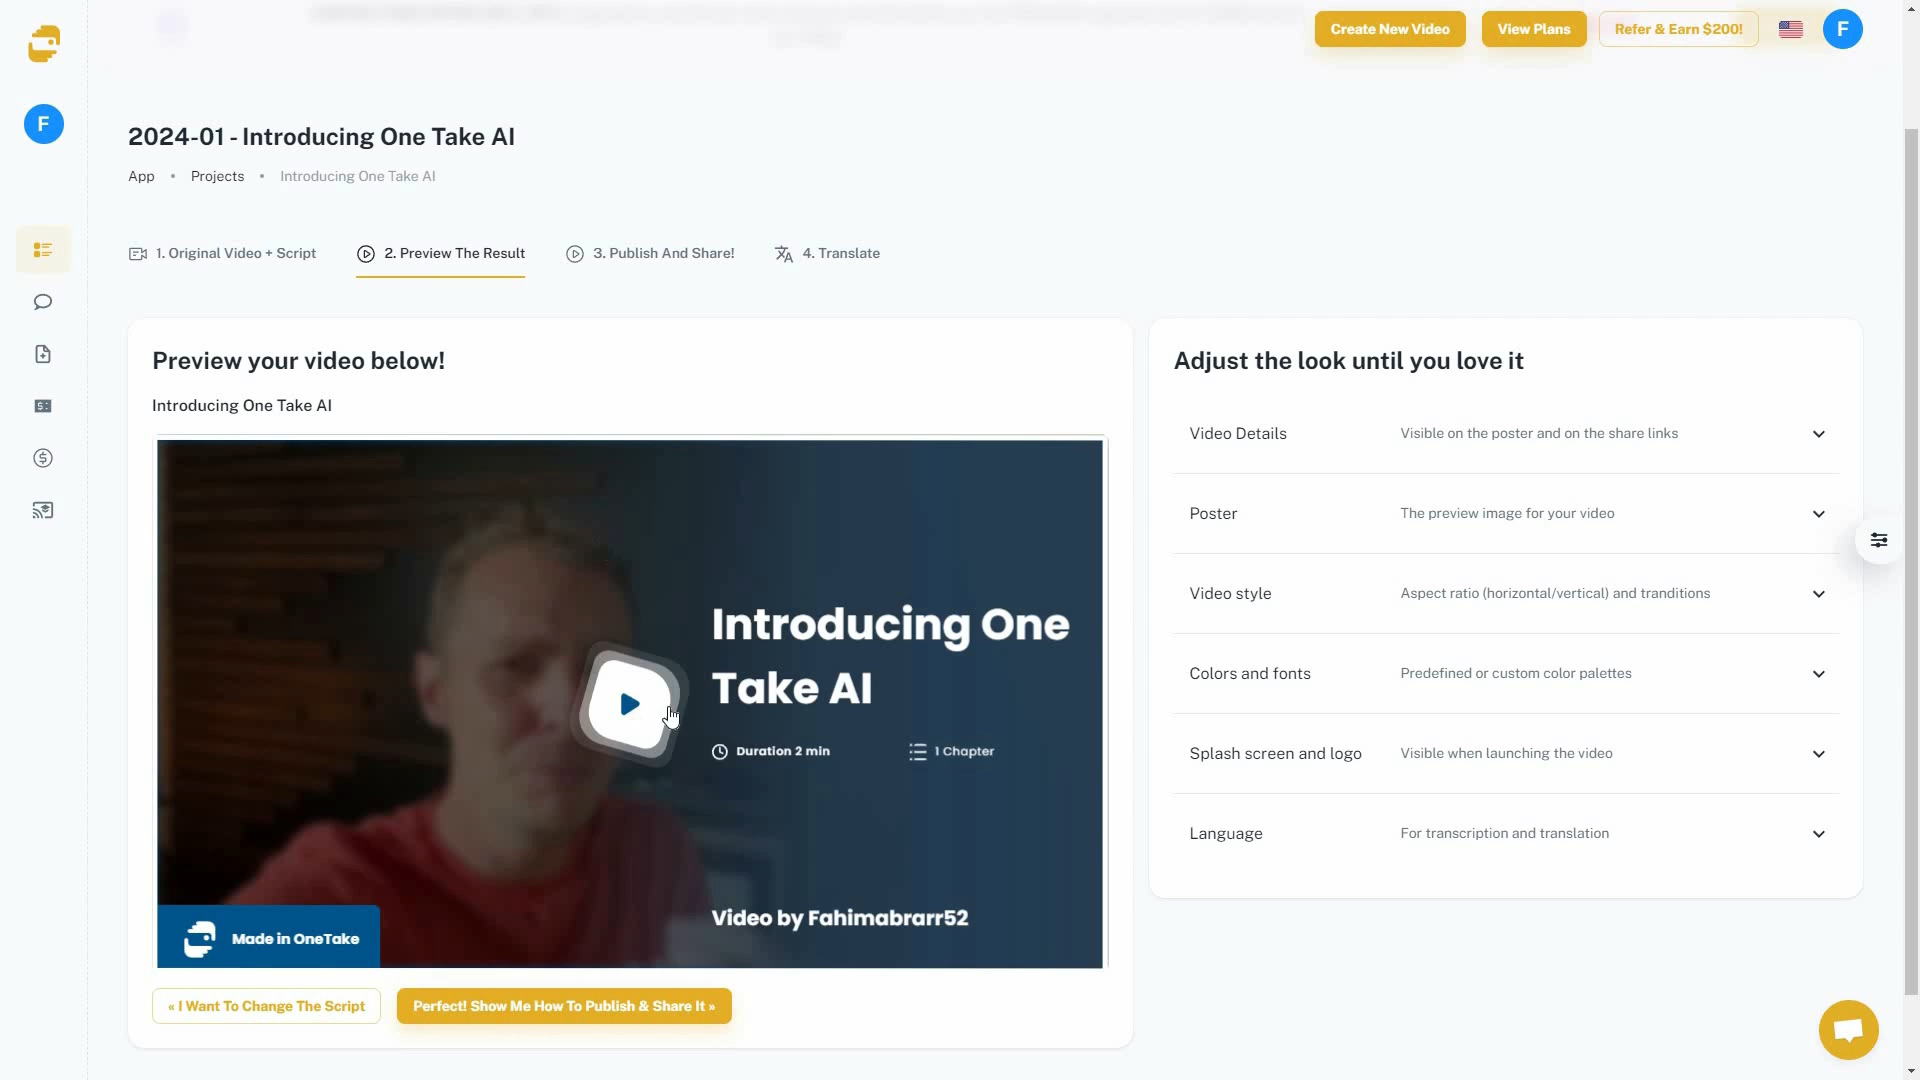 Create New Video
View Plans
Refer & Earn $200!
F
F
2024-01 - Introducing One Take AI
App • Projects • Introducing One Take AI
1. Original Video + Script
2. Preview The Result
3. Publish And Share!
4. Translate
Preview your video below!
Introducing One Take AI
Introducing One
Take AI
Duration 2 min
1 Chapter
Video by Fahimabrarr52
Made in OneTake
« I Want To Change The Script
Perfect! Show Me How To Publish & Share It »
Adjust the look until you love it
Video Details
Visible on the poster and on the share links
Poster
The preview image for your video
Video style
Aspect ratio (horizontal/vertical) and tranditions
Colors and fonts
Predefined or custom color palettes
Splash screen and logo
Visible when launching the video
Language
For transcription and translation